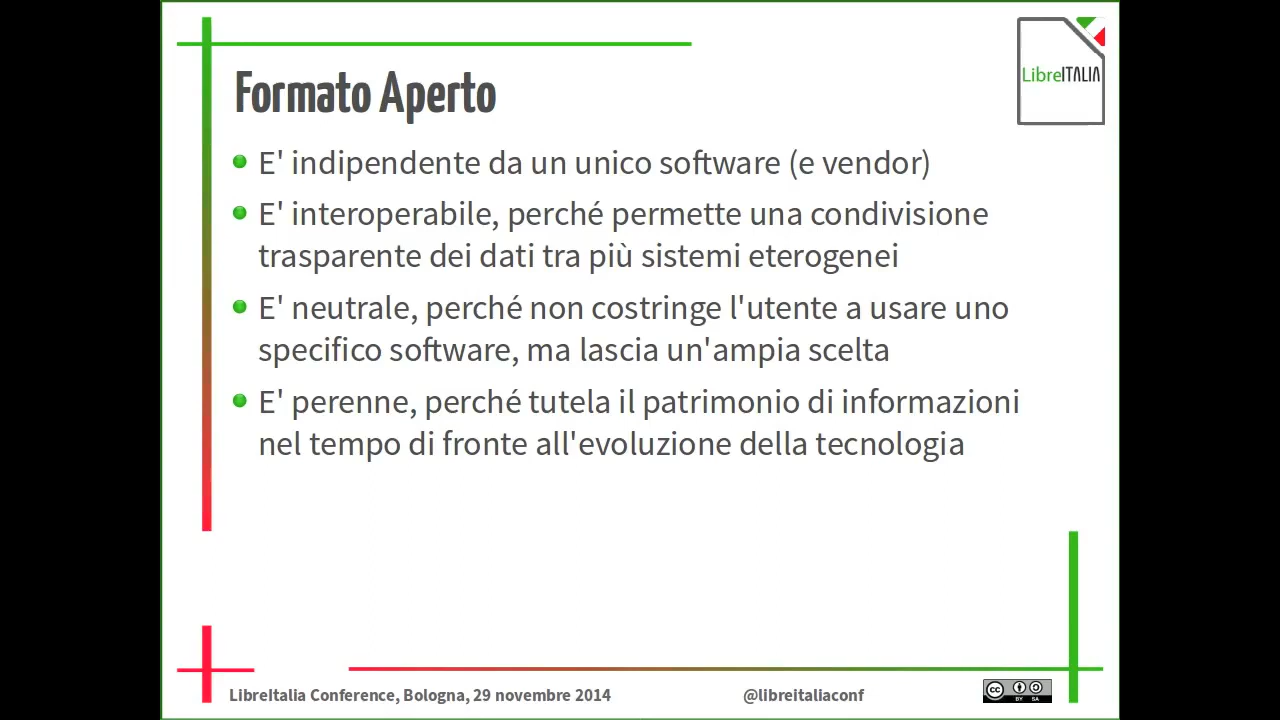 LibreITALIA
Formato Aperto
E' indipendente da un unico software (e vendor)
E' interoperabile, perché permette una condivisione
trasparente dei dati tra più sistemi eterogenei
E' neutrale, perché non costringe l'utente a usare uno
specifico software, ma lascia un'ampia scelta
E' perenne, perché tutela il patrimonio di informazioni
nel tempo di fronte all'evoluzione della tecnologia
LibreItalia Conference, Bologna, 29 novembre 2014
@libreitaliaconf
cc BY SA